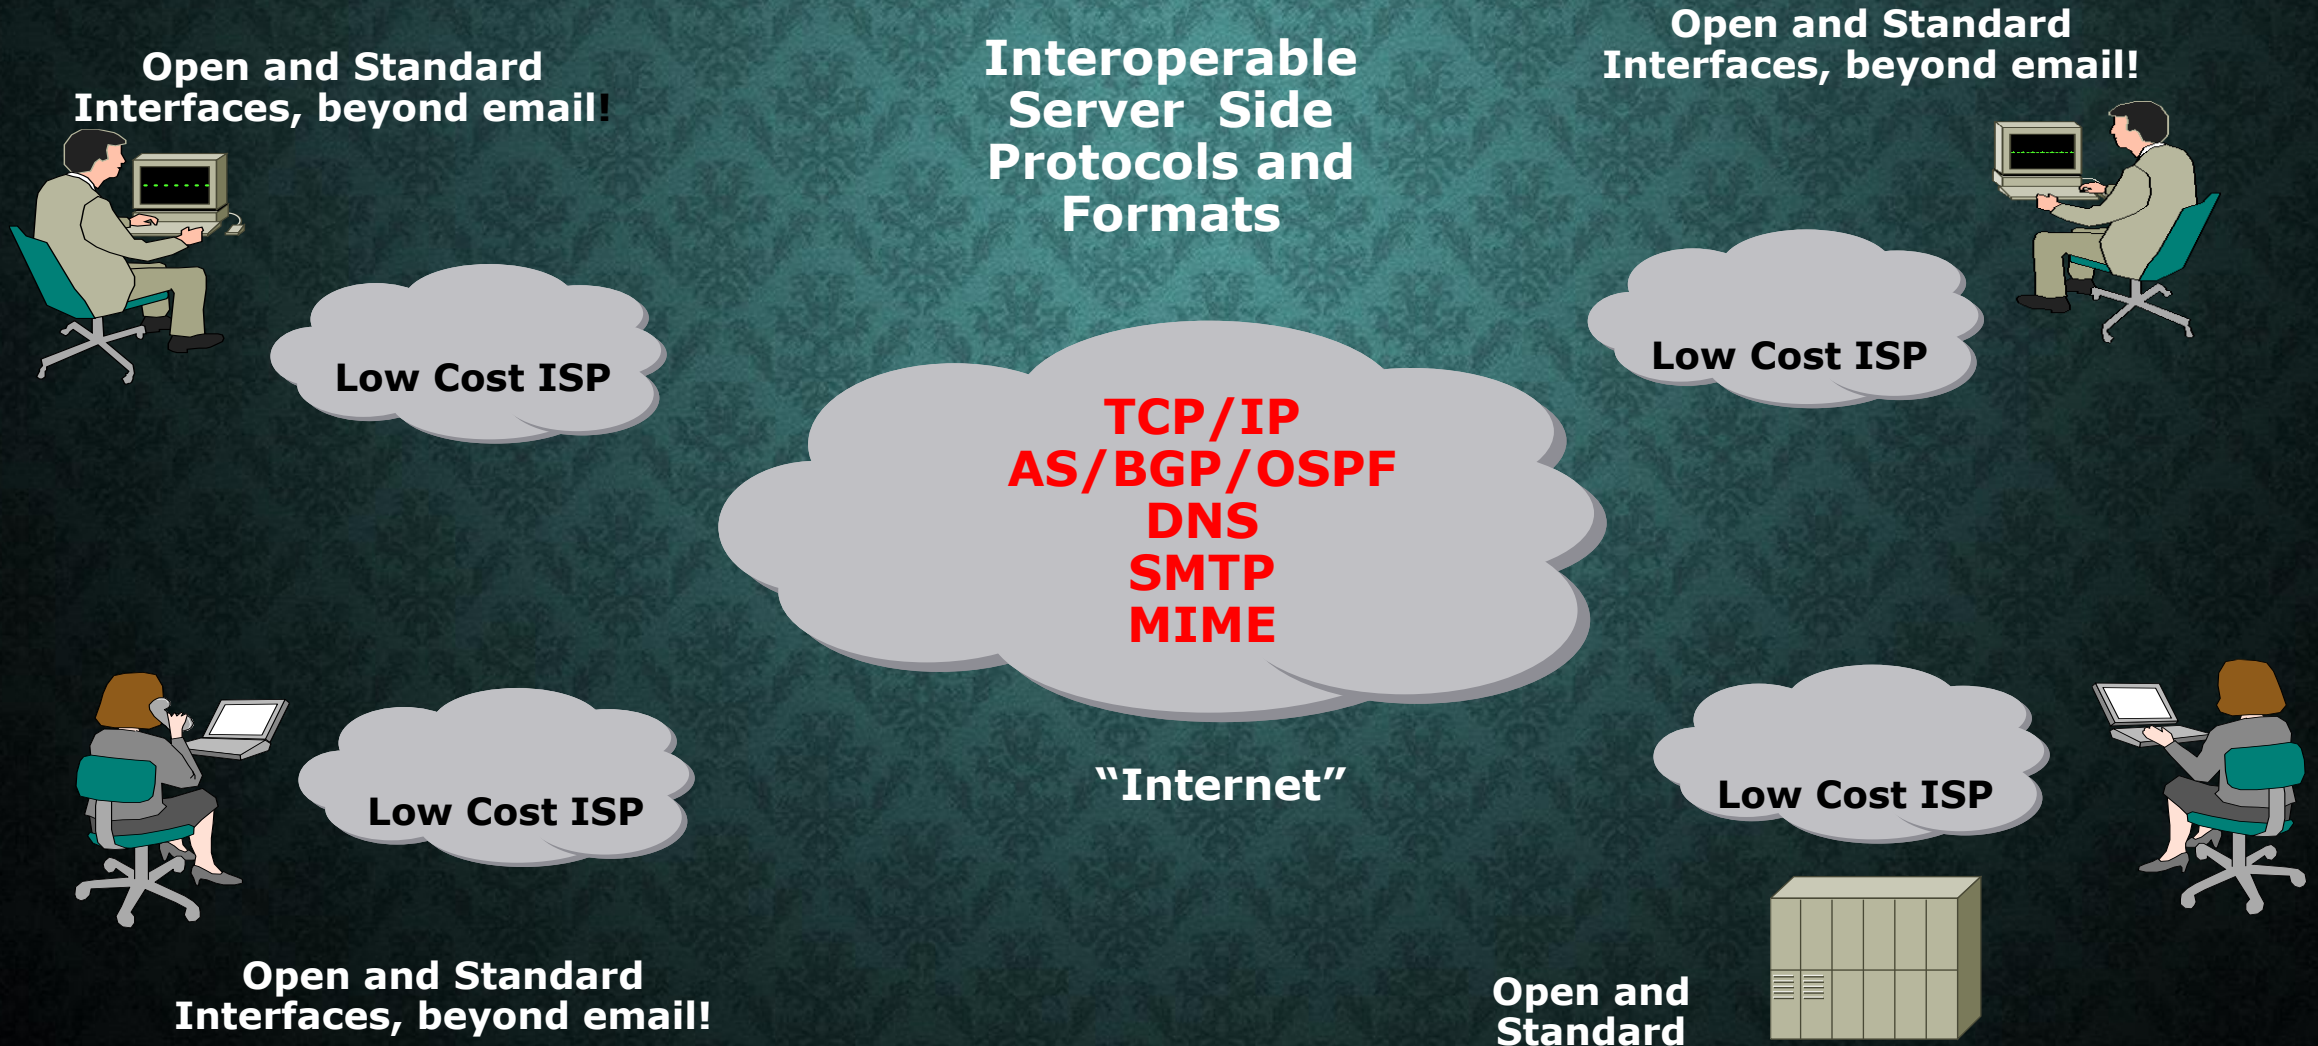 Open and Standard
Interfaces, beyond email!
Interoperable
Server Side
Protocols and
Formats
Open and Standard
Interfaces, beyond email!
Low Cost ISP
Low Cost ISP
TCP/IP
AS/BGP/OSPF
DNS
SMTP
MIME
"Internet"
Low Cost ISP
Low Cost ISP
Open and Standard
Interfaces, beyond email!
Open and
Standard